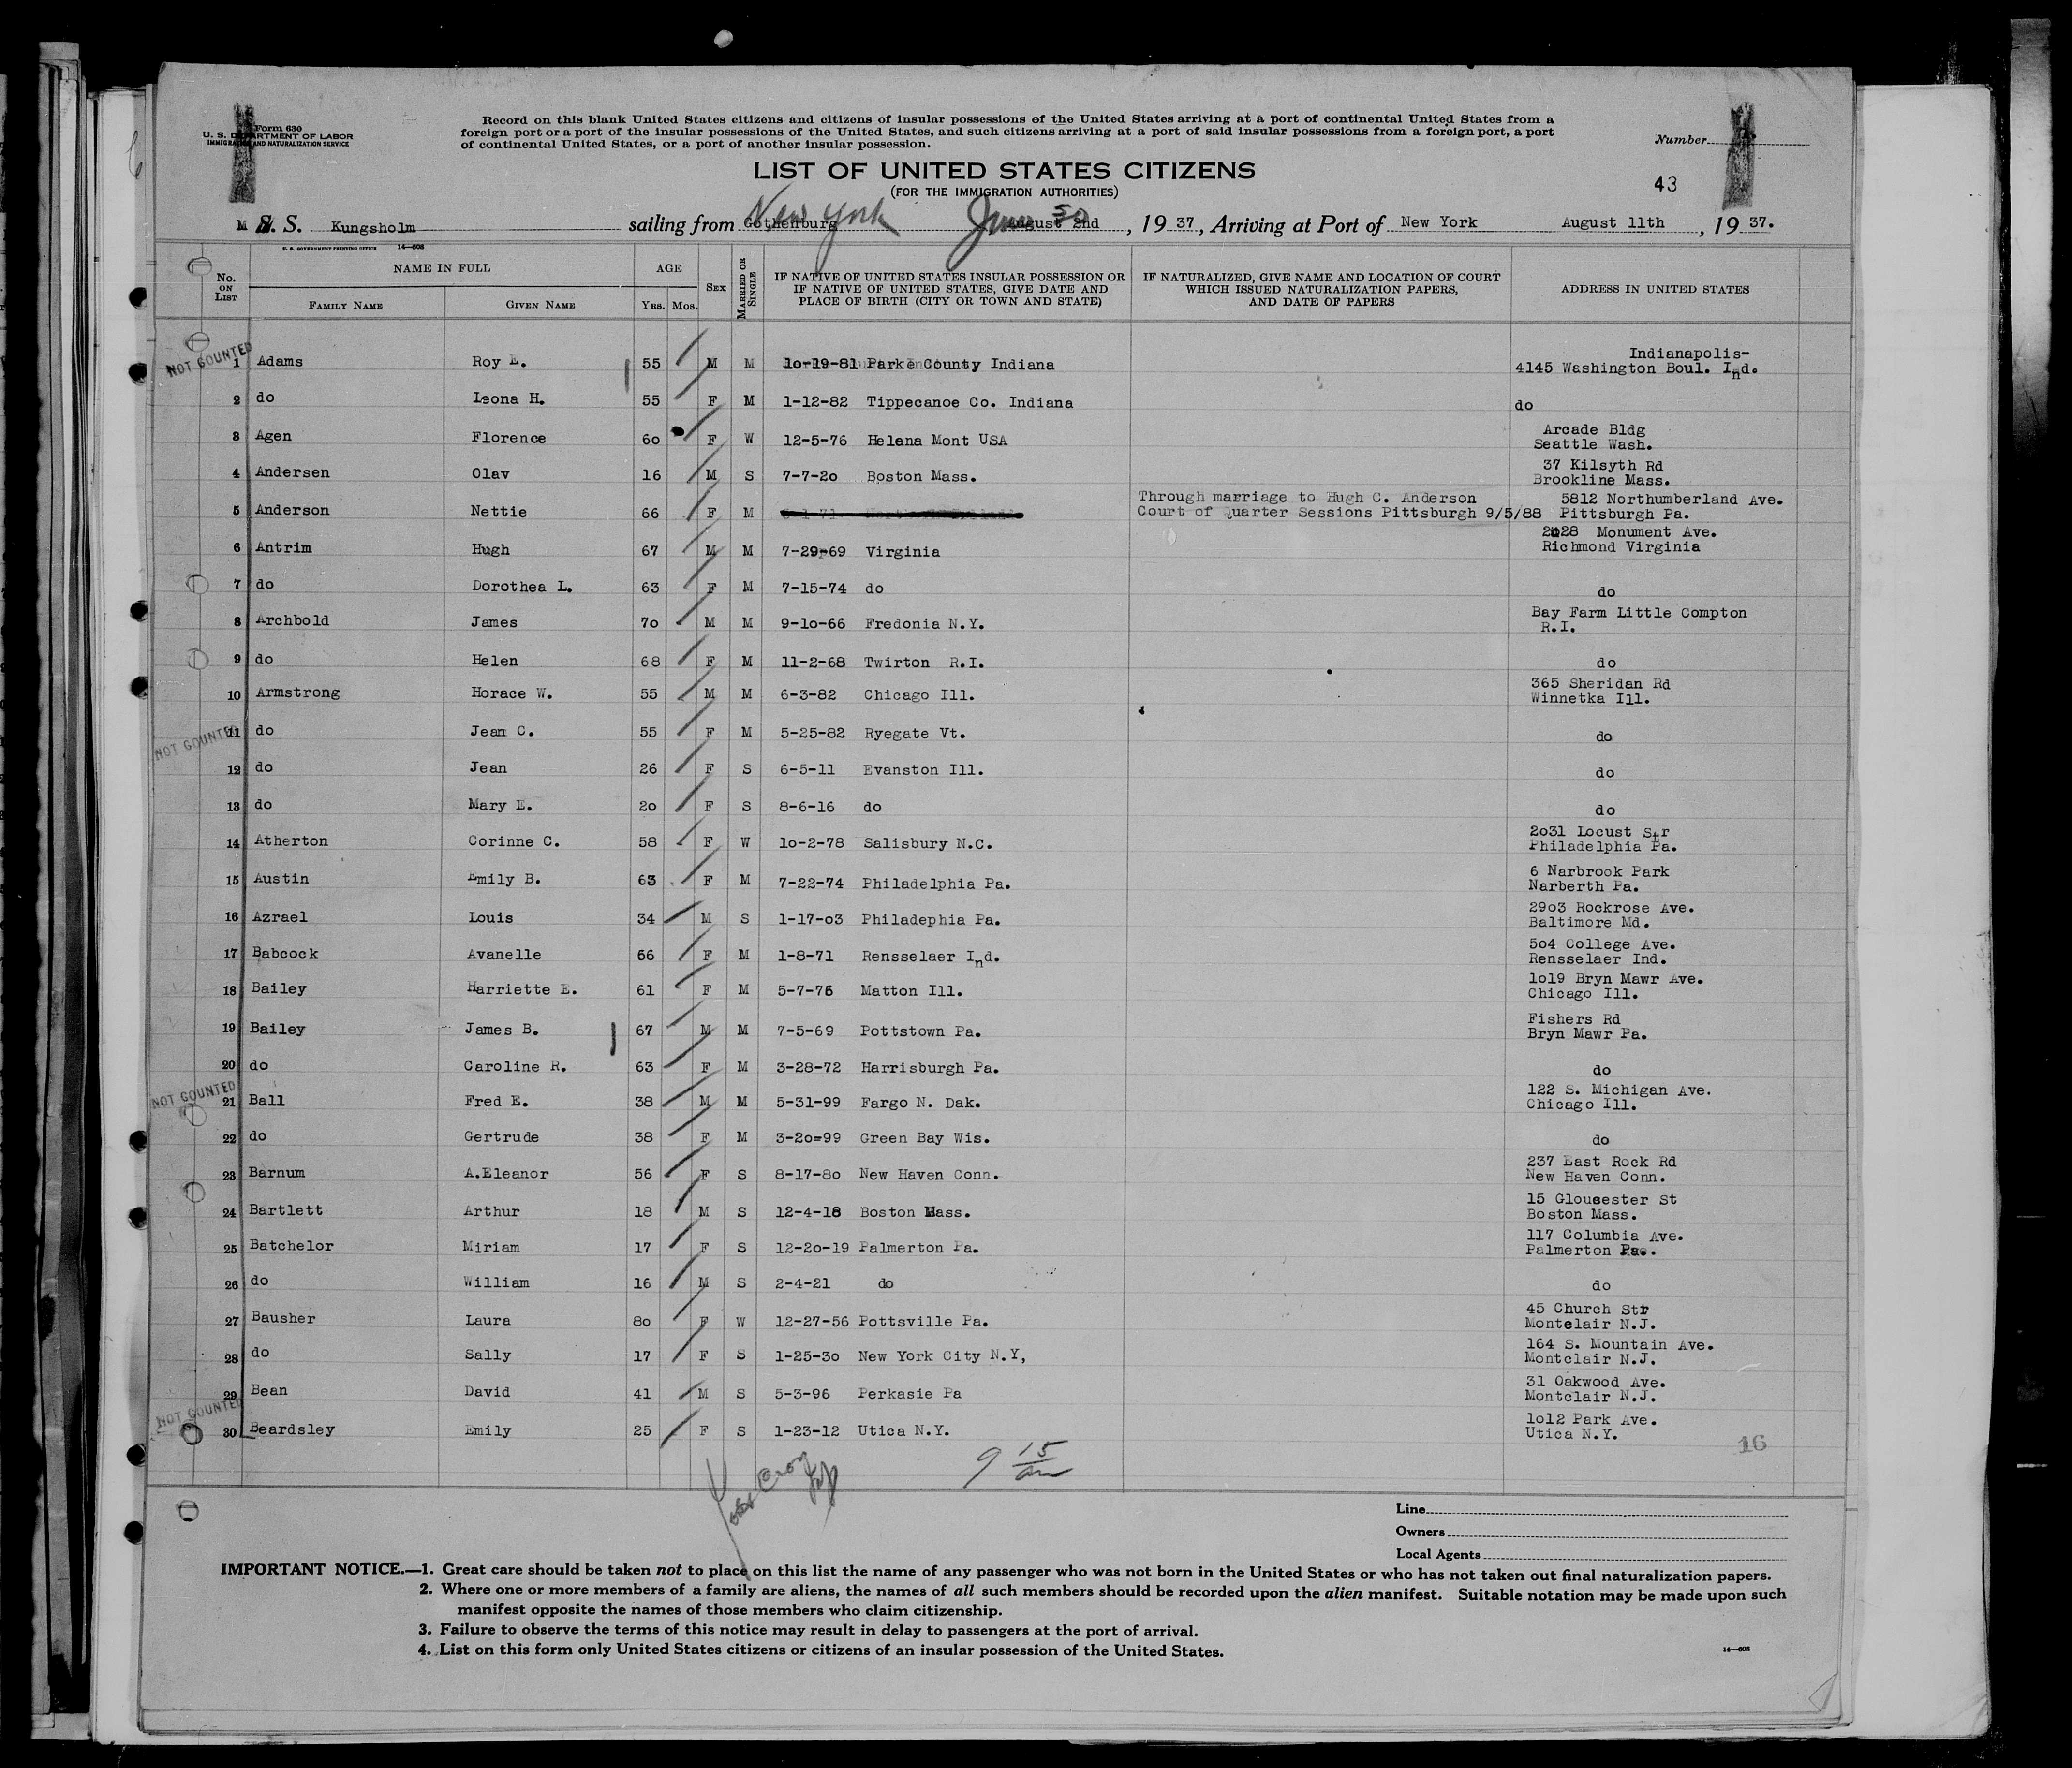 Form 630
U. S. DEPARTMENT OF LABOR
IMMIGRATION AND NATURALIZATION SERVICE
Record on this blank United States citizens and citizens of insular possessions of the United States arriving at a port of continental United States from a
foreign port or a port of the insular possessions of the United States, and such citizens arriving at a port of said insular possessions from a foreign port, a port
of continental United States, or a port of another insular possession.
Number
LIST OF UNITED STATES CITIZENS
(FOR THE IMMIGRATION AUTHORITIES)
43
New York June 30
M S. S. Kungsholm sailing from Gothenburg August 2nd, 19 37, Arriving at Port of New York August 11th, 19 37.
U. S. GOVERNMENT PRINTING OFFICE 14—608
No. ON LIST NAME IN FULL AGE SEX MARRIED OR SINGLE IF NATIVE OF UNITED STATES INSULAR POSSESSION OR IF NATIVE OF UNITED STATES, GIVE DATE AND PLACE OF BIRTH (CITY OR TOWN AND STATE) IF NATURALIZED, GIVE NAME AND LOCATION OF COURT WHICH ISSUED NATURALIZATION PAPERS, AND DATE OF PAPERS ADDRESS IN UNITED STATES
FAMILY NAME GIVEN NAME YRS. MOS.
NOT COUNTED
Indianapolis-
1 Adams Roy E. 55 M M 10-19-81 Parke County Indiana 4145 Washington Boul. Ind.
2 do Leona H. 55 F M 1-12-82 Tippecanoe Co. Indiana do
Arcade Bldg
3 Agen Florence 60 F W 12-5-76 Helena Mont USA Seattle Wash.
37 Kilsyth Rd
4 Andersen Olav 16 M S 7-7-20 Boston Mass. Brookline Mass.
Through marriage to Hugh C. Anderson 5812 Northumberland Ave.
5 Anderson Nettie 66 F M Court of Quarter Sessions Pittsburgh 9/5/88 Pittsburgh Pa.
2028 Monument Ave.
6 Antrim Hugh 67 M M 7-29-69 Virginia Richmond Virginia
7 do Dorothea L. 63 F M 7-15-74 do do
Bay Farm Little Compton
8 Archbold James 70 M M 9-10-66 Fredonia N.Y. R.I.
9 do Helen 68 F M 11-2-68 Twirton R.I. do
365 Sheridan Rd
10 Armstrong Horace W. 55 M M 6-3-82 Chicago Ill. Winnetka Ill.
NOT COUNTED
11 do Jean C. 55 F M 5-25-82 Ryegate Vt. do
12 do Jean 26 F S 6-5-11 Evanston Ill. do
13 do Mary E. 20 F S 8-6-16 do do
2031 Locust Str
14 Atherton Corinne C. 58 F W 10-2-78 Salisbury N.C. Philadelphia Pa.
6 Narbrook Park
15 Austin Emily B. 63 F M 7-22-74 Philadelphia Pa. Narberth Pa.
2903 Rockrose Ave.
16 Azrael Louis 34 M S 1-17-03 Philadephia Pa. Baltimore Md.
504 College Ave.
17 Babcock Avanelle 66 F M 1-8-71 Rensselaer Ind. Rensselaer Ind.
1019 Bryn Mawr Ave.
18 Bailey Harriette E. 61 F M 5-7-76 Matton Ill. Chicago Ill.
Fishers Rd
19 Bailey James B. 67 M M 7-5-69 Pottstown Pa. Bryn Mawr Pa.
20 do Caroline R. 63 F M 3-28-72 Harrisburgh Pa. do
NOT COUNTED
122 S. Michigan Ave.
21 Ball Fred E. 38 M M 5-31-99 Fargo N. Dak. Chicago Ill.
22 do Gertrude 38 F M 3-20=99 Green Bay Wis. do
237 East Rock Rd
23 Barnum A.Eleanor 56 F S 8-17-80 New Haven Conn. New Haven Conn.
15 Gloucester St
24 Bartlett Arthur 18 M S 12-4-18 Boston Mass. Boston Mass.
117 Columbia Ave.
25 Batchelor Miriam 17 F S 12-20-19 Palmerton Pa. Palmerton Pa.
26 do William 16 M S 2-4-21 do do
45 Church Str
27 Bausher Laura 80 F W 12-27-56 Pottsville Pa. Montclair N.J.
164 S. Mountain Ave.
28 do Sally 17 F S 1-25-30 New York City N.Y, Montclair N.J.
31 Oakwood Ave.
29 Bean David 41 M S 5-3-96 Perkasie Pa Montclair N.J.
NOT COUNTED
1012 Park Ave.
30 Beardsley Emily 25 F S 1-23-12 Utica N.Y. Utica N.Y.
16
9 15 am
Line
Owners
Local Agents
IMPORTANT NOTICE.—1. Great care should be taken not to place on this list the name of any passenger who was not born in the United States or who has not taken out final naturalization papers.
2. Where one or more members of a family are aliens, the names of all such members should be recorded upon the alien manifest. Suitable notation may be made upon such
manifest opposite the names of those members who claim citizenship.
3. Failure to observe the terms of this notice may result in delay to passengers at the port of arrival.
4. List on this form only United States citizens or citizens of an insular possession of the United States.
14—608